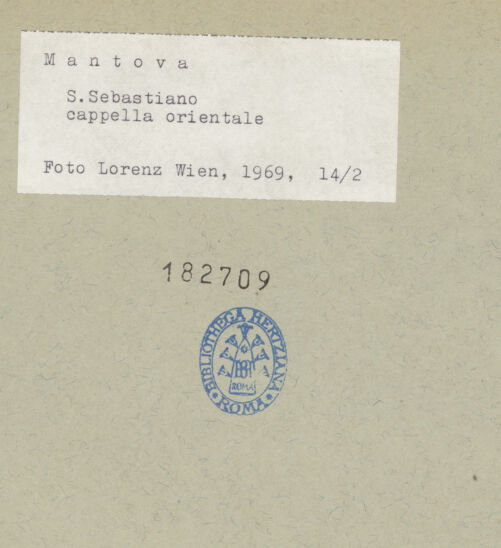 Mantova
S.Sebastiano
cappella orientale
Foto Lorenz Wien, 1969, 14/2
182709
BIBLIOTHECA HERTZIANA
ROMA
ROMA